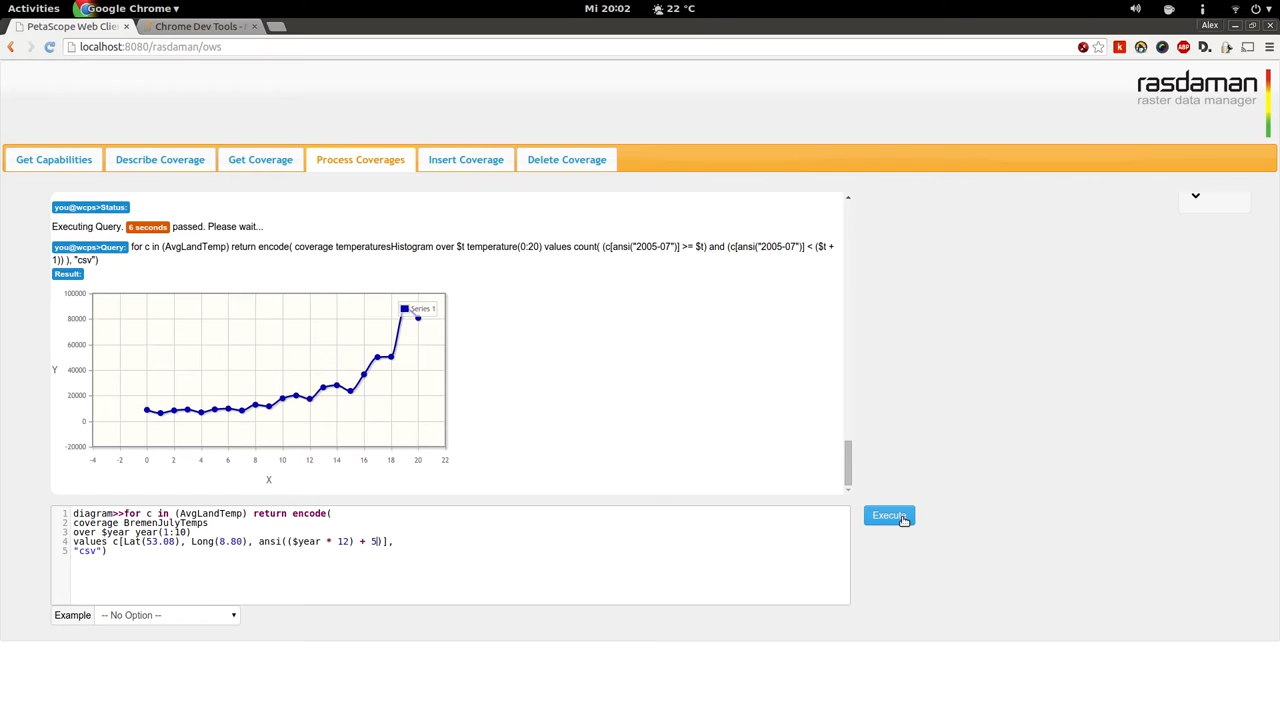 Activities
Google Chrome ▾
Mi 20:02
22 °C
PetaScope Web Clie
Chrome Dev Tools -
Alex
localhost:8080/rasdaman/ows
rasdaman
raster data manager
Get Capabilities
Describe Coverage
Get Coverage
Process Coverages
Insert Coverage
Delete Coverage
you@wcps>Status:
Executing Query. 6 seconds passed. Please wait...
you@wcps>Query: for c in (AvgLandTemp) return encode( coverage temperaturesHistogram over $t temperature(0:20) values count( (c[ansi("2005-07")] >= $t) and (c[ansi("2005-07")] < ($t +
1)) ), "csv")
Result:
100000
80000
60000
40000
20000
0
-20000
Y
Series 1
-4 -2 0 2 4 6 8 10 12 14 16 18 20 22
X
1 diagram>>for c in (AvgLandTemp) return encode(
2 coverage BremenJulyTemps
3 over $year year(1:10)
4 values c[Lat(53.08), Long(8.80), ansi(($year * 12) + 5)],
5 "csv")
Execute
Example
-- No Option --